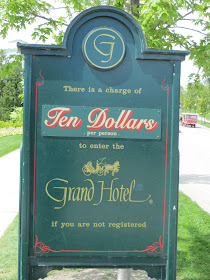 G
There is a charge of
Ten Dollars
per person
to enter the
Grand Hotel
if you are not registered